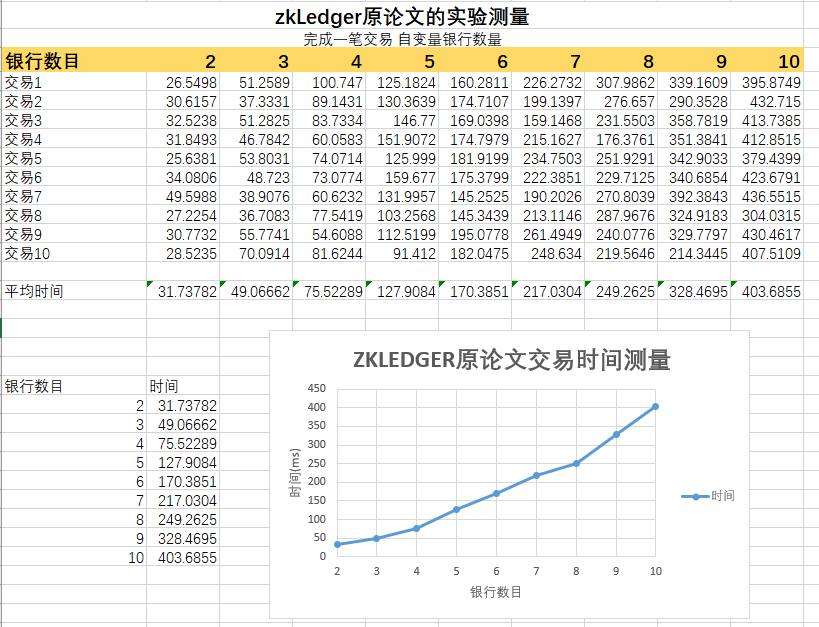 zkLedger原论文的实验测量
完成一笔交易 自变量银行数量
银行数目 2 3 4 5 6 7 8 9 10
交易1 26.5498 51.2589 100.747 125.1824 160.2811 226.2732 307.9862 339.1609 395.8749
交易2 30.6157 37.3331 89.1431 130.3639 174.7107 199.1397 276.657 290.3528 432.715
交易3 32.5238 51.2825 83.7334 146.77 169.0398 159.1468 231.5503 358.7819 413.7385
交易4 31.8493 46.7842 60.0583 151.9072 174.7979 215.1627 176.3761 351.3841 412.8515
交易5 25.6381 53.8031 74.0714 125.999 181.9199 234.7503 251.9291 342.9033 379.4399
交易6 34.0806 48.723 73.0774 159.677 175.3799 222.3851 229.7125 340.6854 423.6791
交易7 49.5988 38.9076 60.6232 131.9957 145.2525 190.2026 270.8039 392.3843 436.5515
交易8 27.2254 36.7083 77.5419 103.2568 145.3439 213.1146 287.9676 324.9183 304.0315
交易9 30.7732 55.7741 54.6088 112.5199 195.0778 261.4949 240.0776 329.7797 430.4617
交易10 28.5235 70.0914 81.6244 91.412 182.0475 248.634 219.5646 214.3445 407.5109
平均时间 31.73782 49.06662 75.52289 127.9084 170.3851 217.0304 249.2625 328.4695 403.6855
银行数目 时间
2 31.73782
3 49.06662
4 75.52289
5 127.9084
6 170.3851
7 217.0304
8 249.2625
9 328.4695
10 403.6855
ZKLEDGER原论文交易时间测量
450
400
350
300
250
200
150
100
50
0
时间(ms)
2 3 4 5 6 7 8 9 10
银行数目
时间